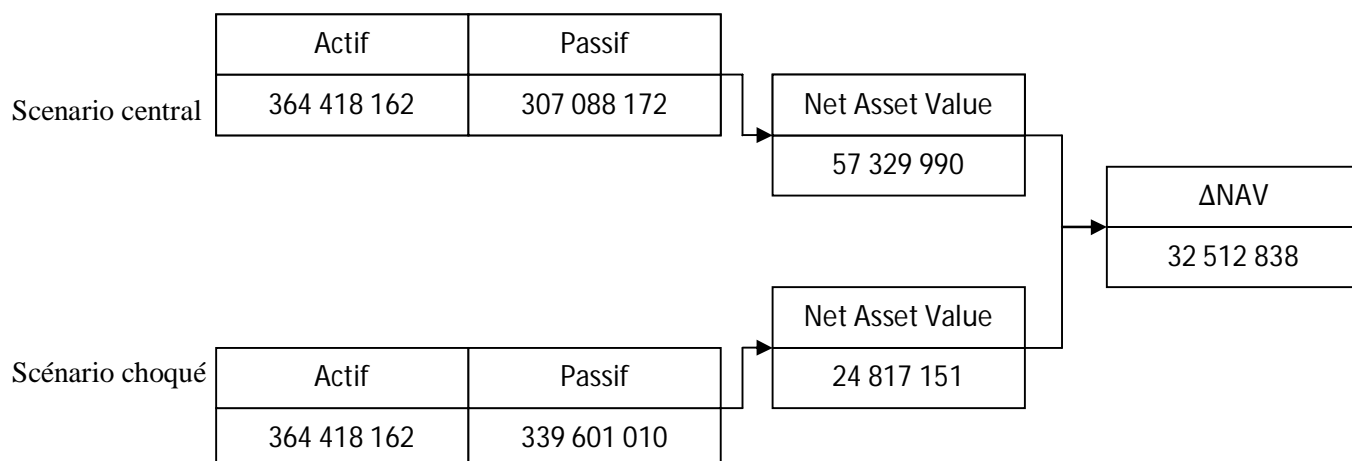 Actif Passif
Scenario central 364 418 162 307 088 172
Net Asset Value
57 329 990
ΔNAV
32 512 838
Net Asset Value
24 817 151
Scénario choqué Actif Passif
364 418 162 339 601 010